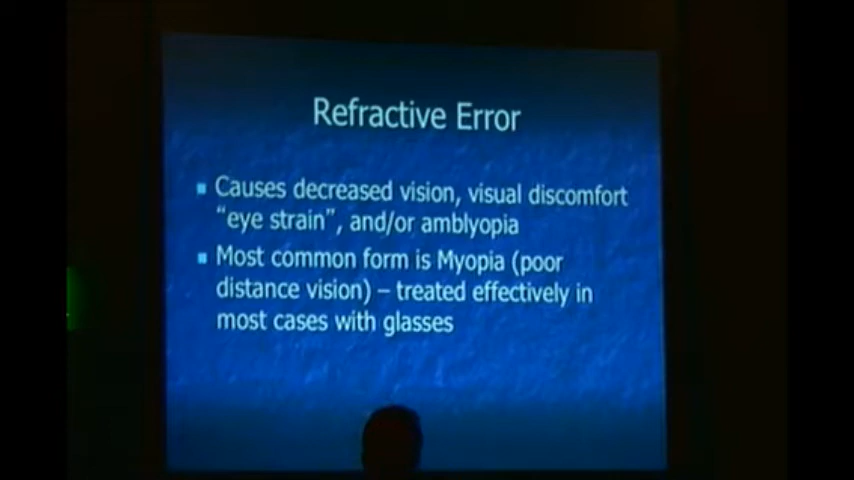 Refractive Error
Causes decreased vision, visual discomfort
“eye strain”, and/or amblyopia
Most common form is Myopia (poor
distance vision) – treated effectively in
most cases with glasses